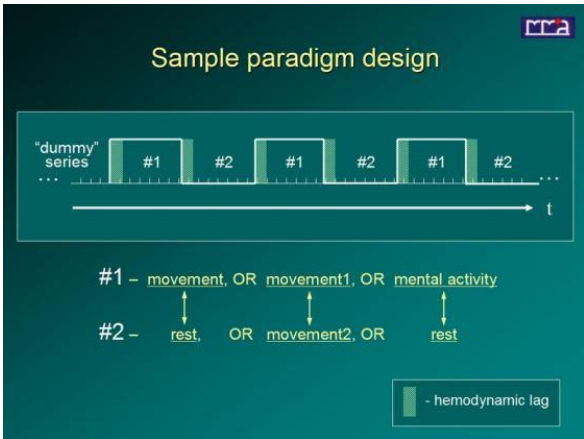 rra
Sample paradigm design
"dummy"
series
... #1 #2 #1 #2 #1 #2 ...
t
#1 – movement, OR movement1, OR mental activity
#2 – rest, OR movement2, OR rest
- hemodynamic lag